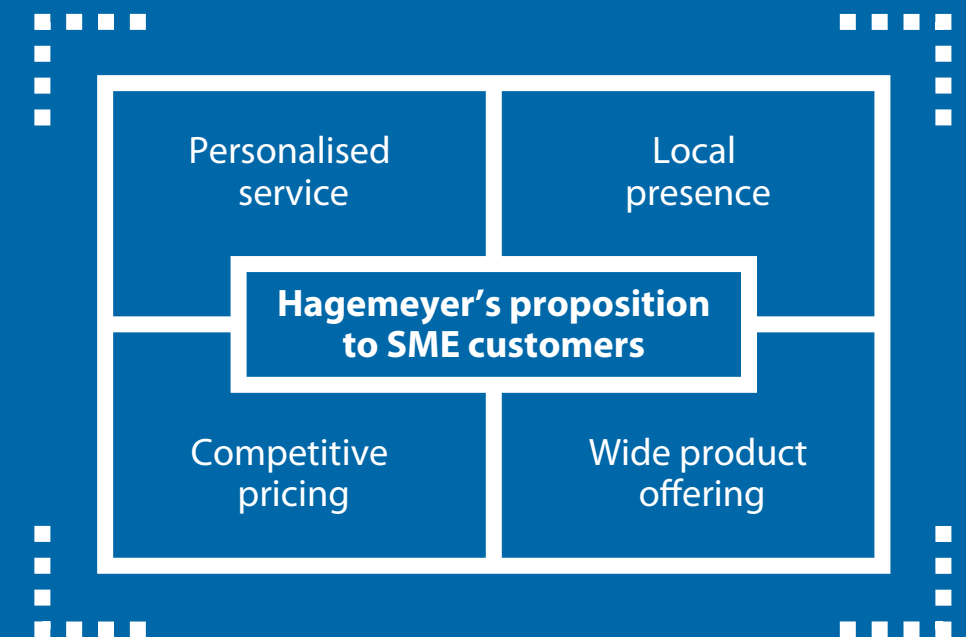 Personalised
service
Local
presence
Hagemeyer’s proposition
to SME customers
Competitive
pricing
Wide product
offering